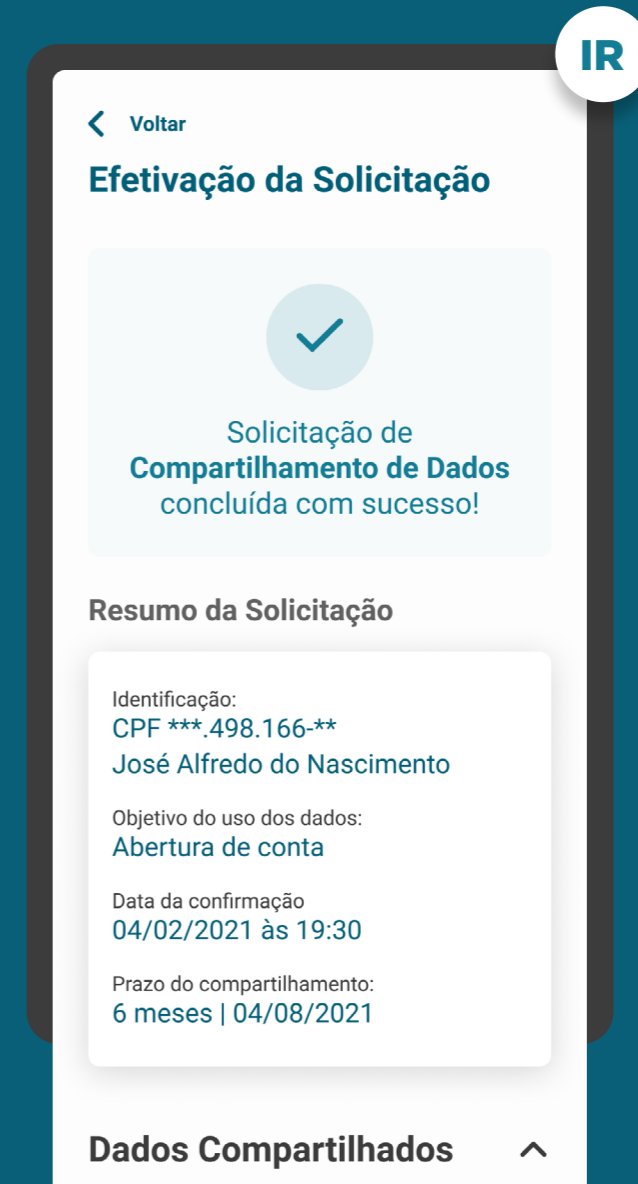 IR
Voltar
Efetivação da Solicitação
Solicitação de
Compartilhamento de Dados
concluída com sucesso!
Resumo da Solicitação
Identificação:
CPF ***.498.166-**
José Alfredo do Nascimento
Objetivo do uso dos dados:
Abertura de conta
Data da confirmação
04/02/2021 às 19:30
Prazo do compartilhamento:
6 meses | 04/08/2021
Dados Compartilhados